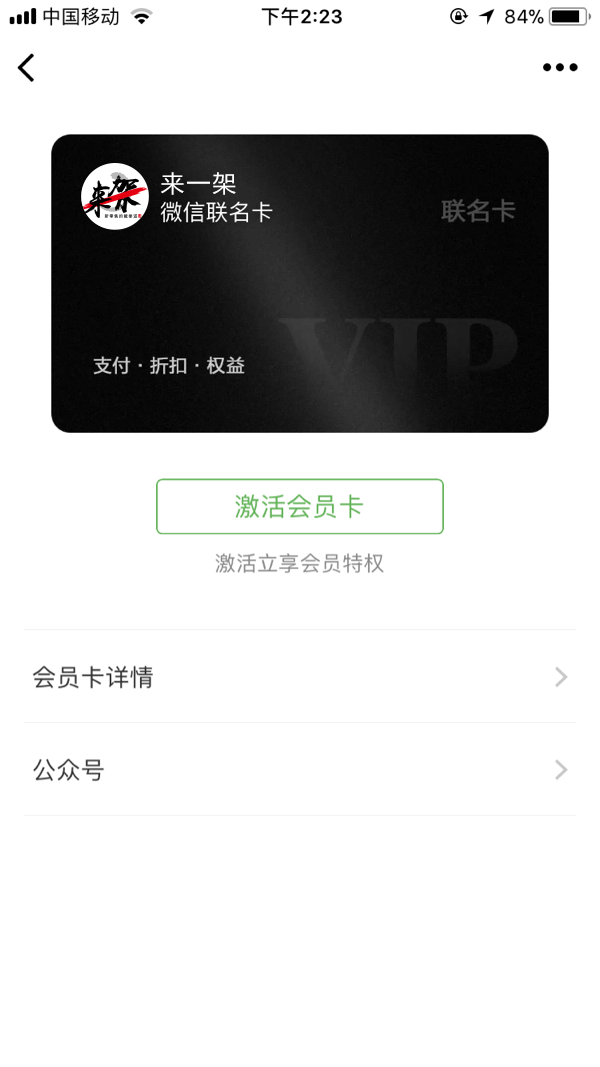 中国移动 下午2:23 84%
来架
来一架
微信联名卡
联名卡
VIP
支付 · 折扣 · 权益
激活会员卡
激活立享会员特权
会员卡详情
公众号